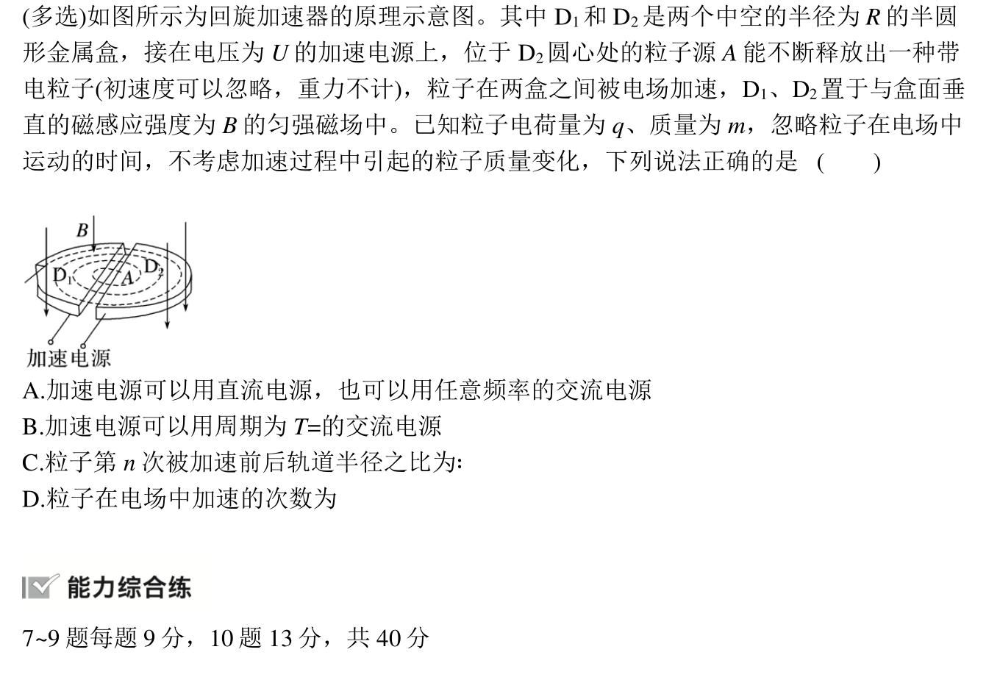 (多选)如图所示为回旋加速器的原理示意图。其中 D₁和 D₂是两个中空的半径为 R 的半圆
形金属盒，接在电压为 U 的加速电源上，位于 D₂圆心处的粒子源 A 能不断释放出一种带
电粒子(初速度可以忽略，重力不计)，粒子在两盒之间被电场加速，D₁、D₂置于与盒面垂
直的磁感应强度为 B 的匀强磁场中。已知粒子电荷量为 q、质量为 m，忽略粒子在电场中
运动的时间，不考虑加速过程中引起的粒子质量变化，下列说法正确的是 (  )
B
D₁
A
D₂
加速电源
A.加速电源可以用直流电源，也可以用任意频率的交流电源
B.加速电源可以用周期为 T=的交流电源
C.粒子第 n 次被加速前后轨道半径之比为∶
D.粒子在电场中加速的次数为
能力综合练
7~9 题每题 9 分，10 题 13 分，共 40 分